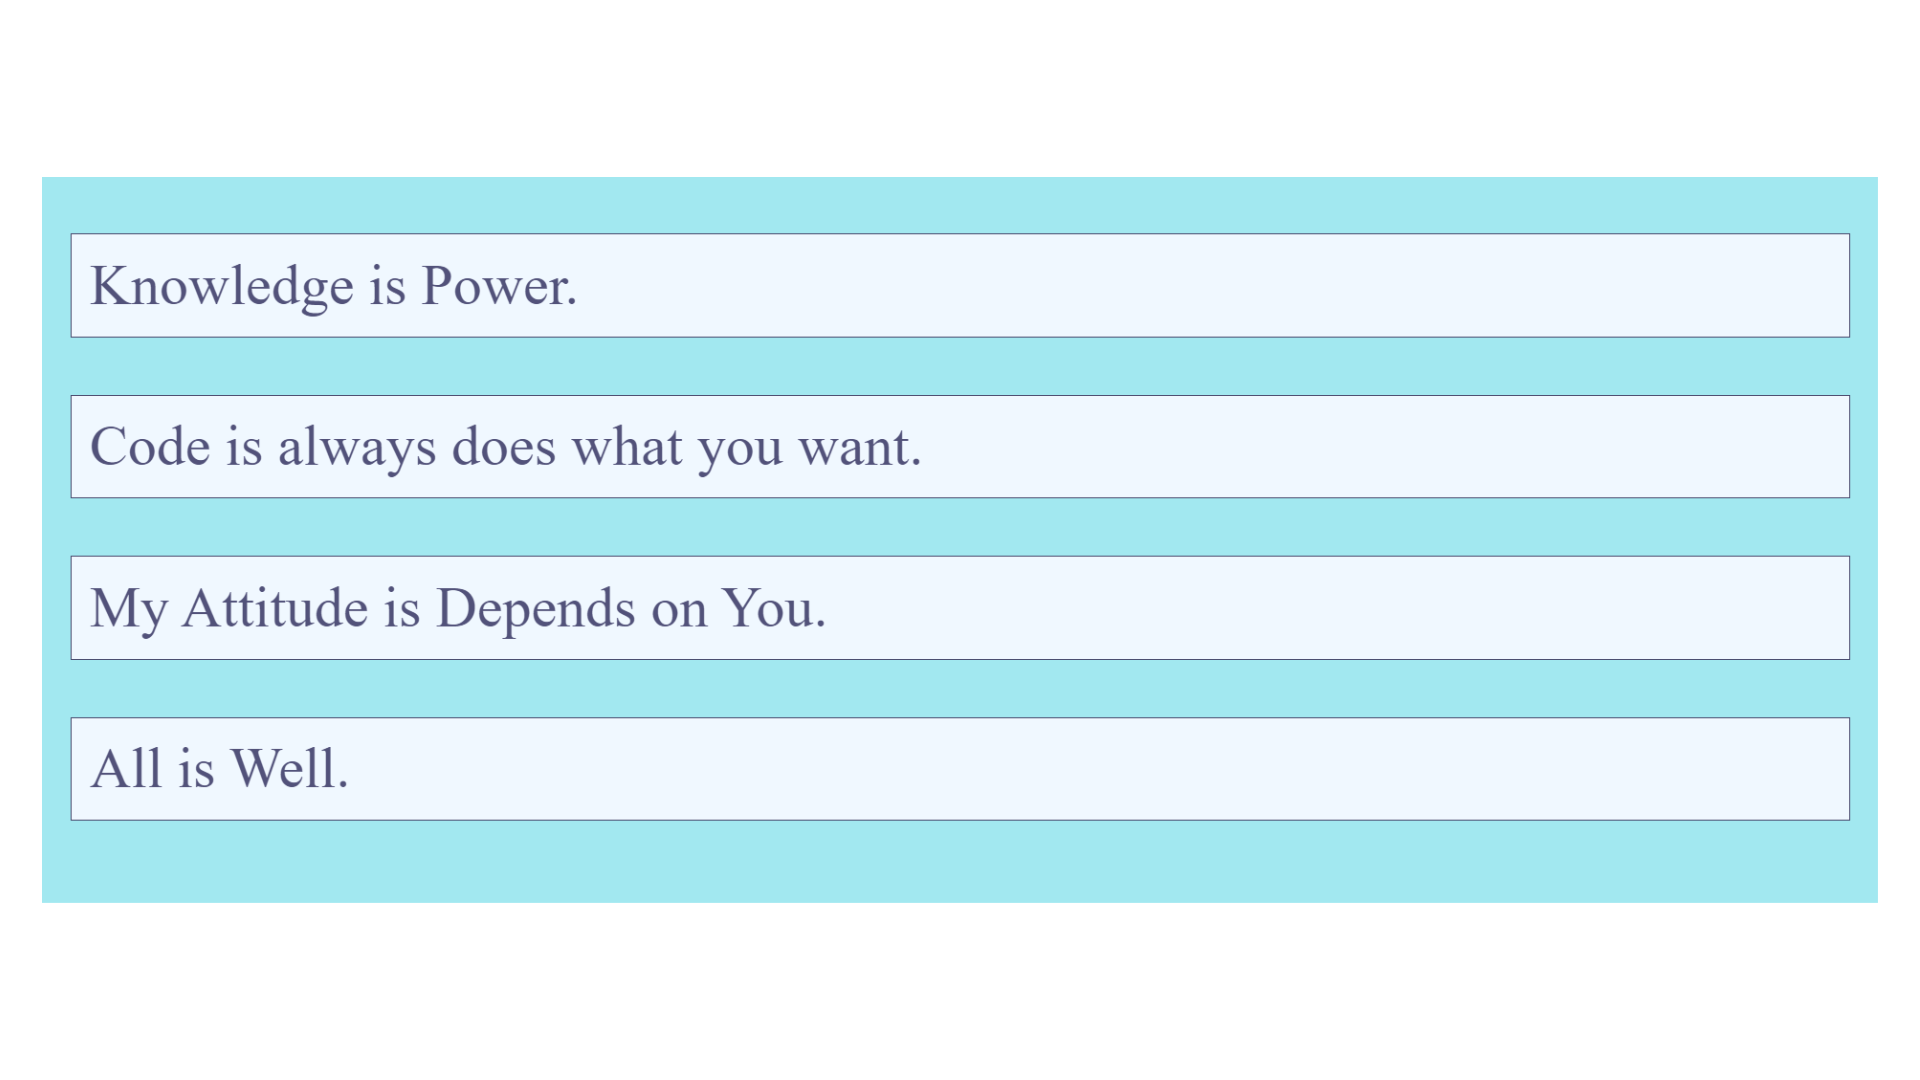 Knowledge is Power.
Code is always does what you want.
My Attitude is Depends on You.
All is Well.